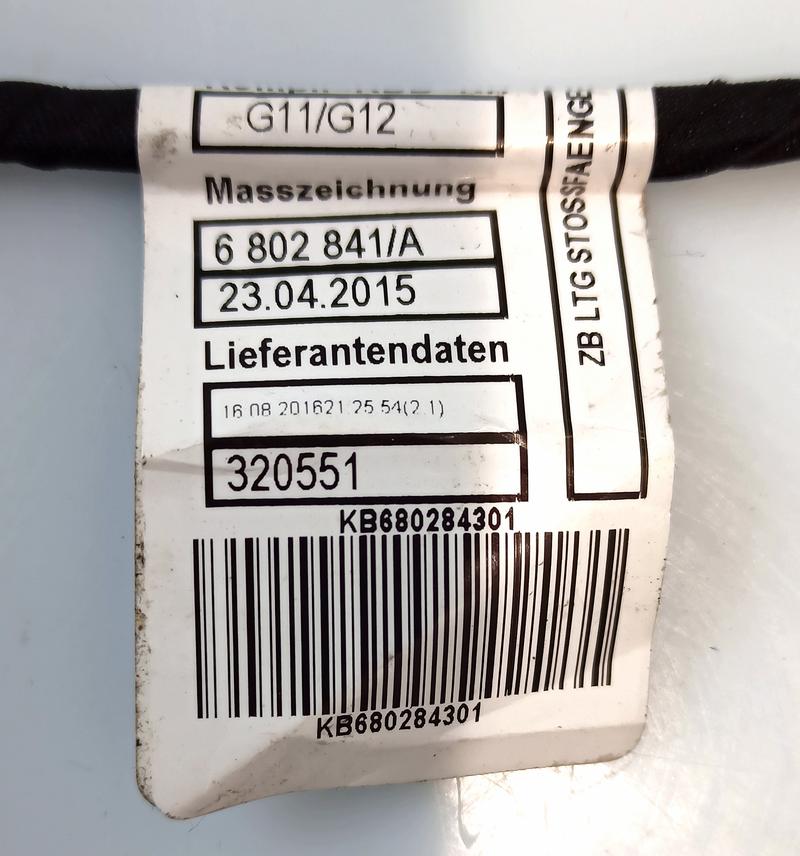 G11/G12
Masszeichnung
6 802 841/A
23.04.2015
Lieferantendaten
16 08 201621 25 54(2 1)
320551
KB680284301
KB680284301
ZB LTG STOSSFAENGE